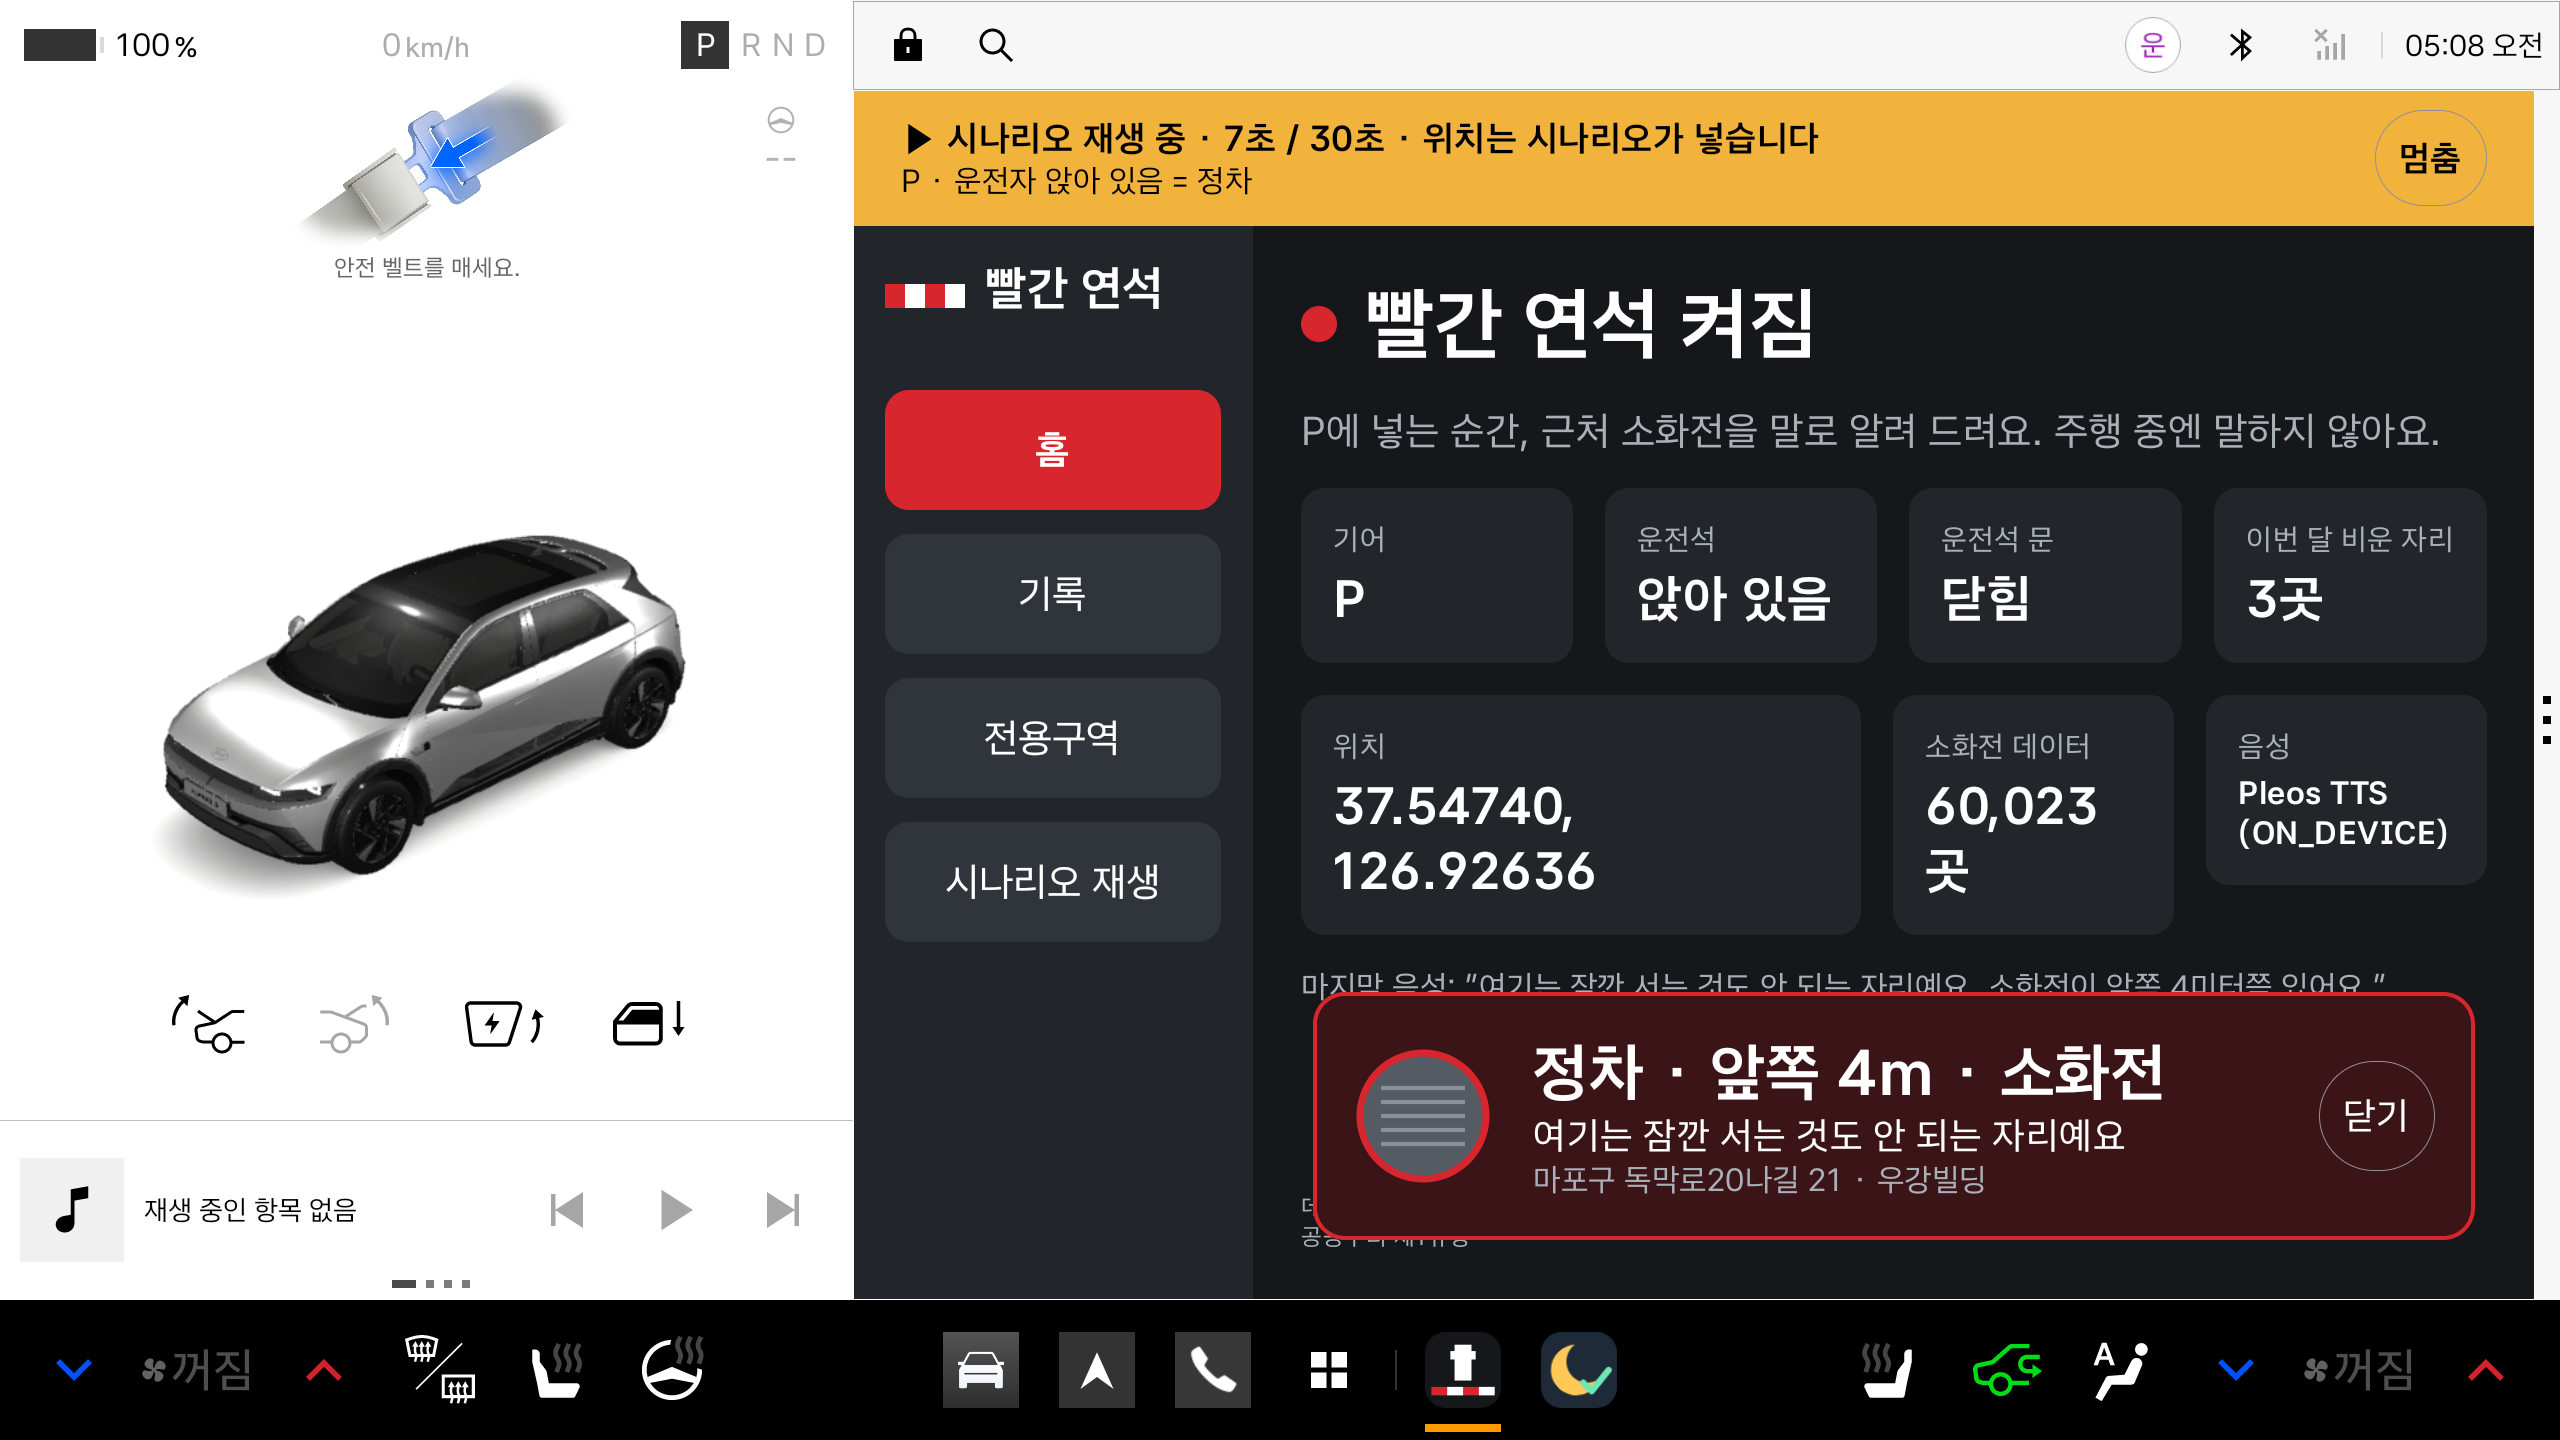 100 %
0 km/h
P R N D
안전 벨트를 매세요.
재생 중인 항목 없음
운
05:08 오전
▶ 시나리오 재생 중 · 7초 / 30초 · 위치는 시나리오가 넣습니다
P · 운전자 앉아 있음 = 정차
멈춤
빨간 연석
홈
기록
전용구역
시나리오 재생
빨간 연석 켜짐
P에 넣는 순간, 근처 소화전을 말로 알려 드려요. 주행 중엔 말하지 않아요.
기어
P
운전석
앉아 있음
운전석 문
닫힘
이번 달 비운 자리
3곳
위치
37.54740,
126.92636
소화전 데이터
60,023
곳
음성
Pleos TTS
(ON_DEVICE)
마지막 음성: "여기는 잠깐 서는 것도 안 되는 자리예요. 소화전이 앞쪽 4미터쯤 있어요."
정차 · 앞쪽 4m · 소화전
여기는 잠깐 서는 것도 안 되는 자리예요
마포구 독막로20나길 21 · 우강빌딩
닫기
꺼짐
A
꺼짐